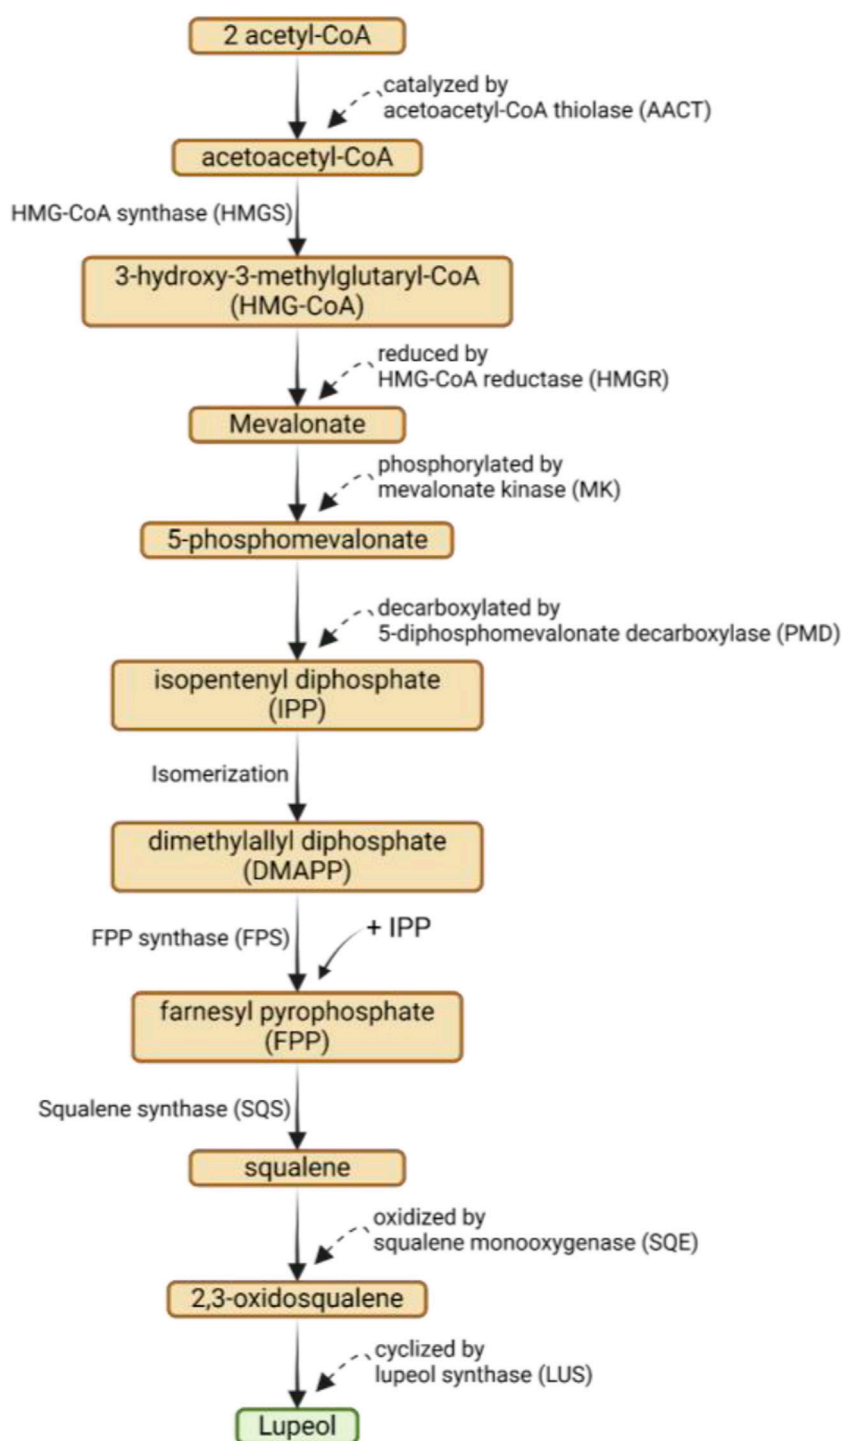 2 acetyl-CoA
catalyzed by
acetoacetyl-CoA thiolase (AACT)
acetoacetyl-CoA
HMG-CoA synthase (HMGS)
3-hydroxy-3-methylglutaryl-CoA
(HMG-CoA)
reduced by
HMG-CoA reductase (HMGR)
Mevalonate
phosphorylated by
mevalonate kinase (MK)
5-phosphomevalonate
decarboxylated by
5-diphosphomevalonate decarboxylase (PMD)
isopentenyl diphosphate
(IPP)
Isomerization
dimethylallyl diphosphate
(DMAPP)
FPP synthase (FPS)
+ IPP
farnesyl pyrophosphate
(FPP)
Squalene synthase (SQS)
squalene
oxidized by
squalene monooxygenase (SQE)
2,3-oxidosqualene
cyclized by
lupeol synthase (LUS)
Lupeol